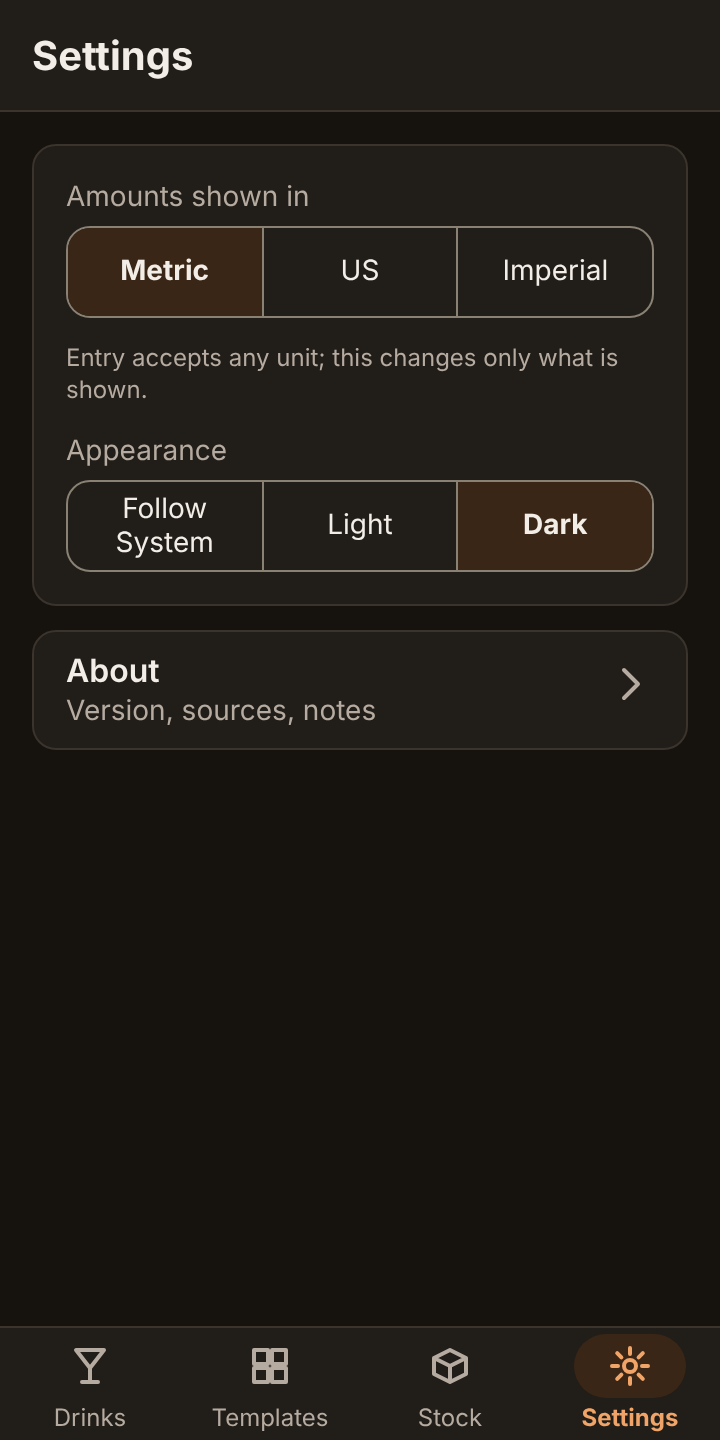 Settings
Amounts shown in
Metric
US
Imperial
Entry accepts any unit; this changes only what is
shown.
Appearance
Follow
System
Light
Dark
About
Version, sources, notes
Drinks
Templates
Stock
Settings